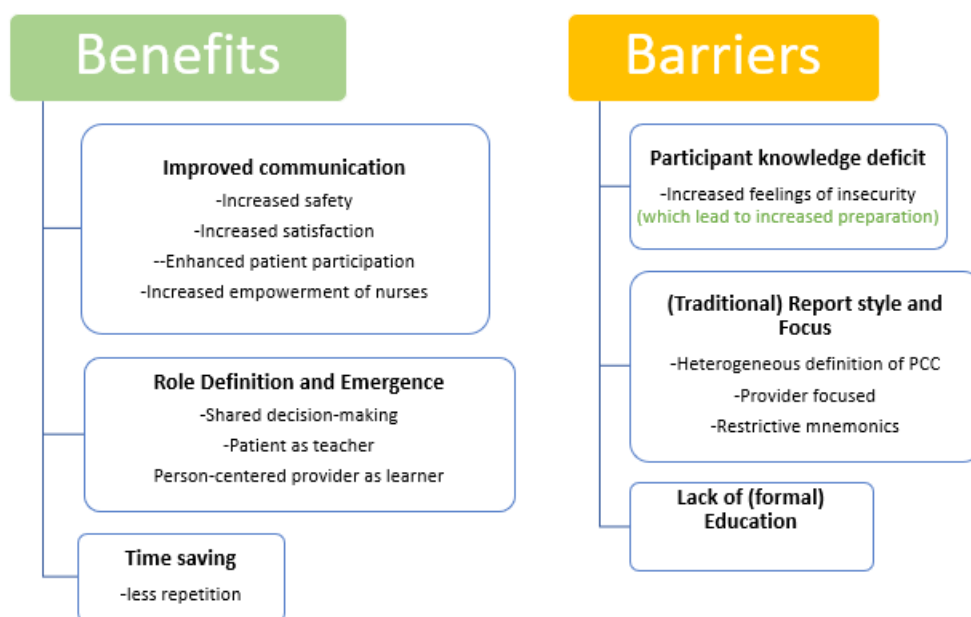 Benefits
Improved communication
-Increased safety
-Increased satisfaction
--Enhanced patient participation
-Increased empowerment of nurses
Role Definition and Emergence
-Shared decision-making
-Patient as teacher
Person-centered provider as learner
Time saving
-less repetition
Barriers
Participant knowledge deficit
-Increased feelings of insecurity
(which lead to increased preparation)
(Traditional) Report style and
Focus
-Heterogeneous definition of PCC
-Provider focused
-Restrictive mnemonics
Lack of (formal)
Education